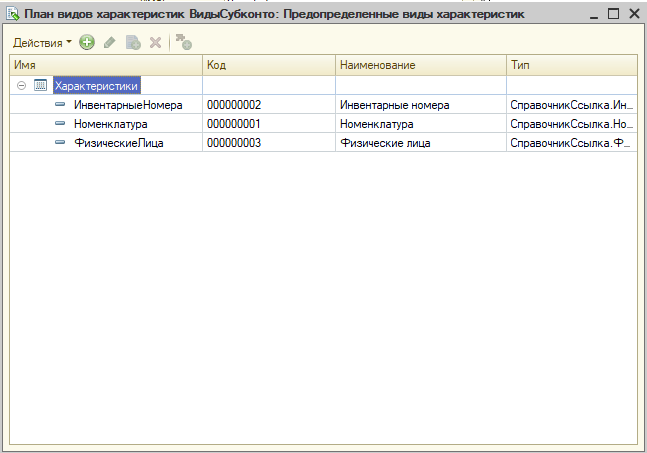 План видов характеристик ВидыСубконто: Предопределенные виды характеристик
Действия
Имя Код Наименование Тип
Характеристики
ИнвентарныеНомера 000000002 Инвентарные номера СправочникСсылка.Ин...
Номенклатура 000000001 Номенклатура СправочникСсылка.Но...
ФизическиеЛица 000000003 Физические лица СправочникСсылка.Ф...